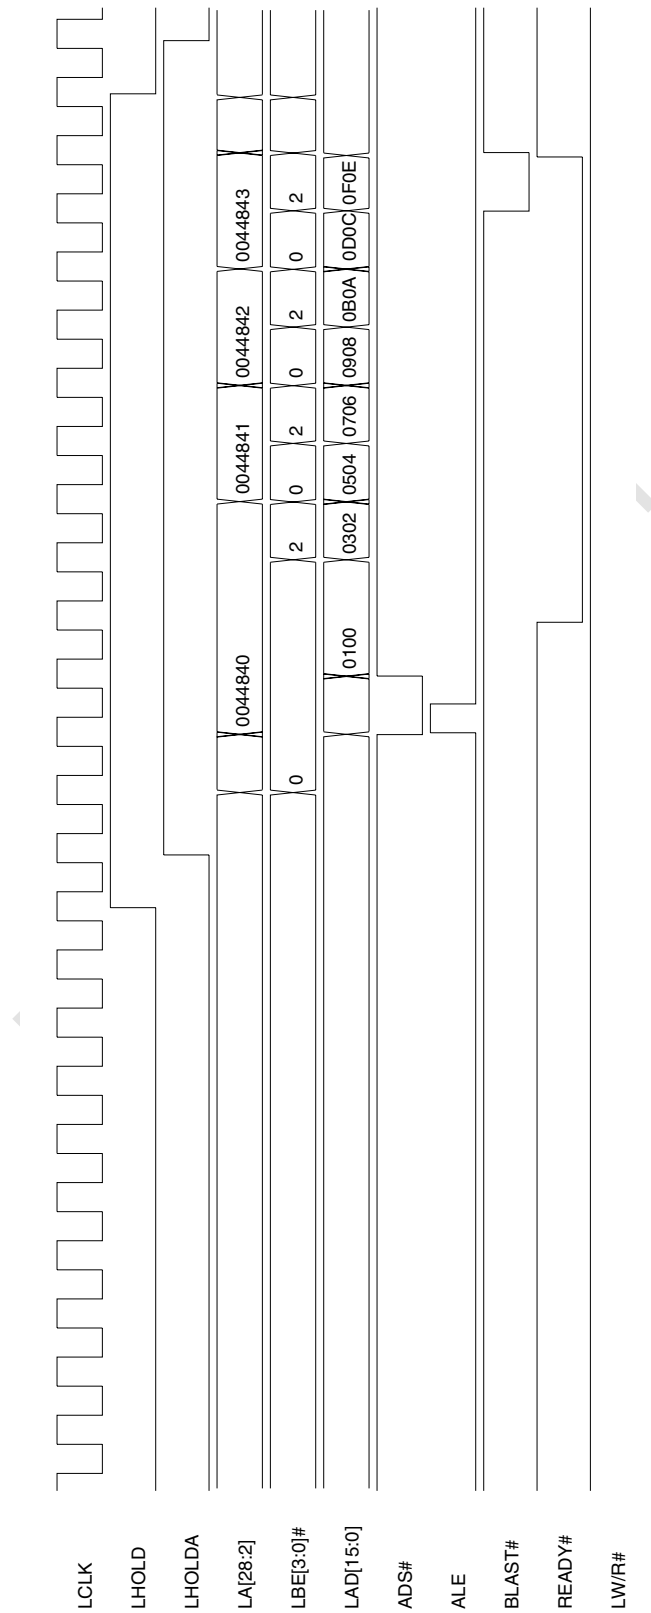 LCLK
LHOLD
LHOLDA
LA[28:2] 0044840 0044841 0044842 0044843
LBE[3:0]# 0 2 0 2 0 2 0 2
LAD[15:0] 0100 0302 0504 0706 0908 0B0A 0D0C 0F0E
ADS#
ALE
BLAST#
READY#
LW/R#